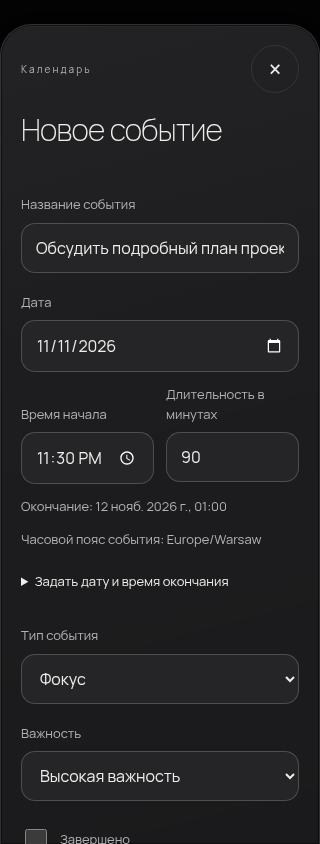 Календарь
Новое событие
Название события
Обсудить подробный план проек
Дата
11/11/2026
Время начала
Длительность в
минутах
11:30 PM
90
Окончание: 12 нояб. 2026 г., 01:00
Часовой пояс события: Europe/Warsaw
Задать дату и время окончания
Тип события
Фокус
Важность
Высокая важность
Завершено